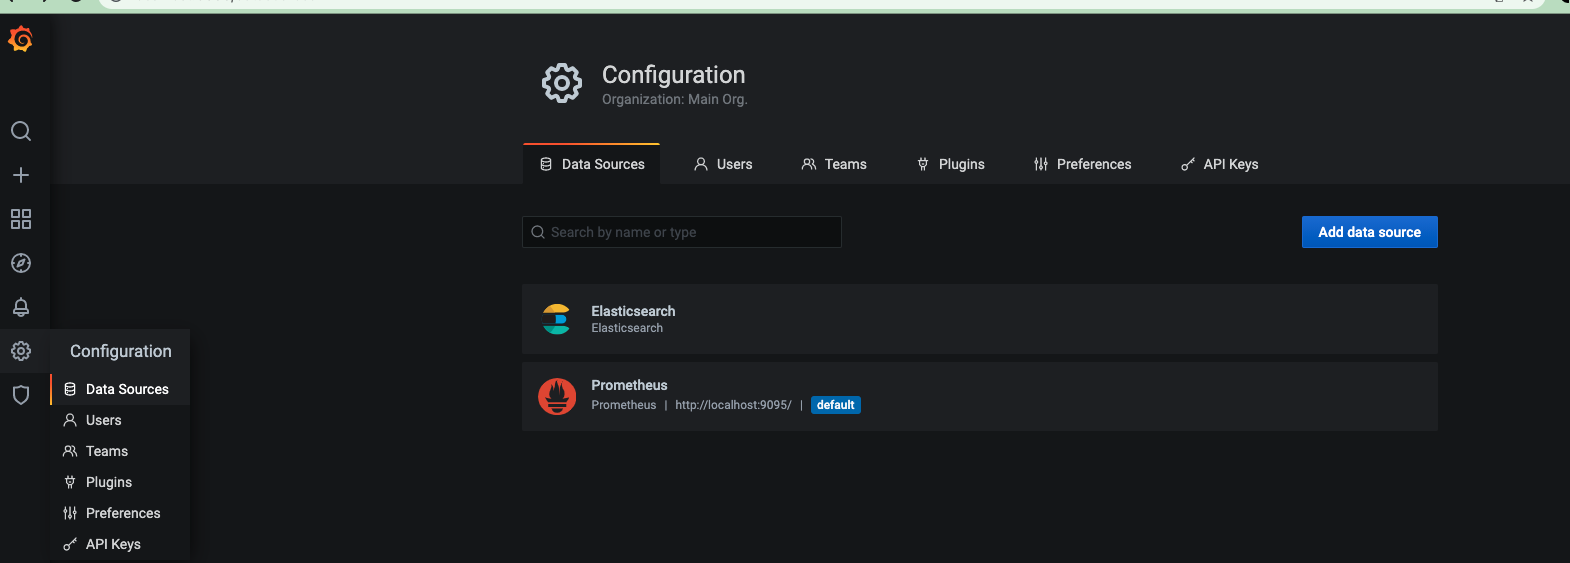 Configuration
Organization: Main Org.
Data Sources
Users
Teams
Plugins
Preferences
API Keys
Search by name or type
Add data source
Elasticsearch
Elasticsearch
Prometheus
Prometheus | http://localhost:9095/ | default
Configuration
Data Sources
Users
Teams
Plugins
Preferences
API Keys